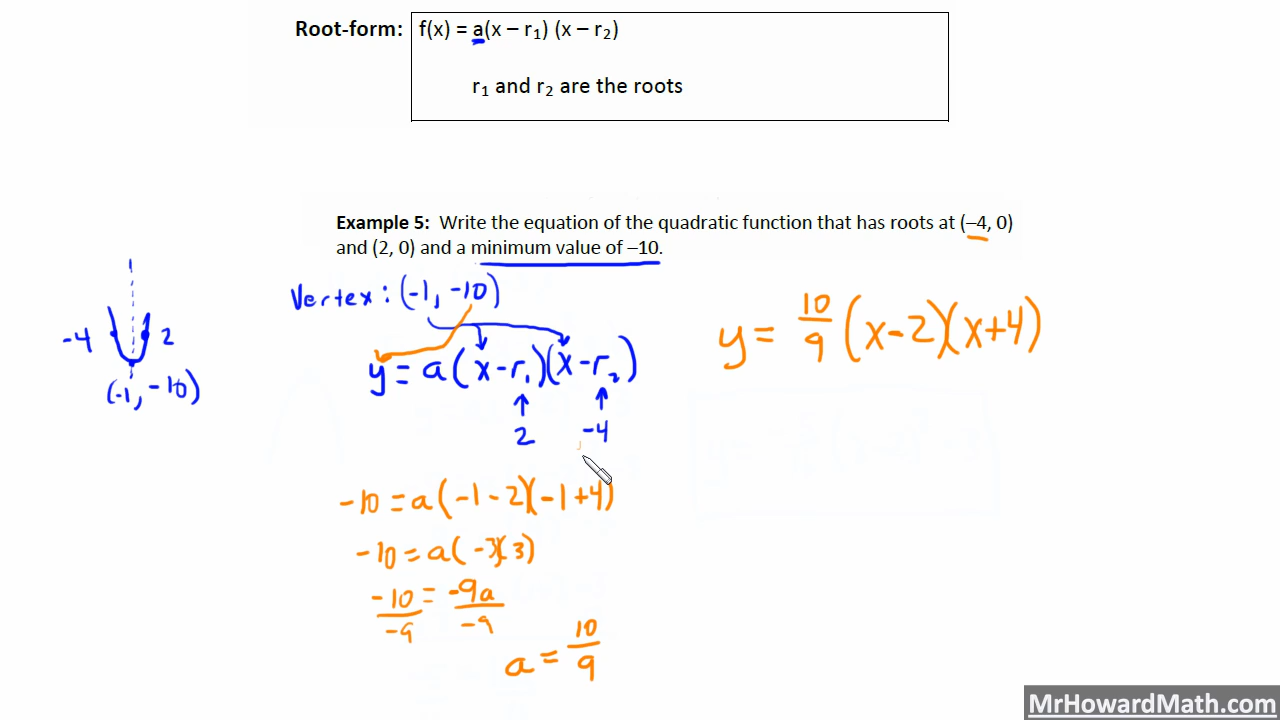 Root-form: f(x) = a(x – r₁) (x – r₂)
r₁ and r₂ are the roots
Example 5: Write the equation of the quadratic function that has roots at (–4, 0)
and (2, 0) and a minimum value of –10.
Vertex: (-1, -10)
-4 2
(-1, -10)
y = a(x-r₁)(x-r₂)
2 -4
-10 = a(-1-2)(-1+4)
-10 = a(-3)(3)
-10/-9 = -9a/-9
a = 10/9
y = 10/9 (x-2)(x+4)
MrHowardMath.com